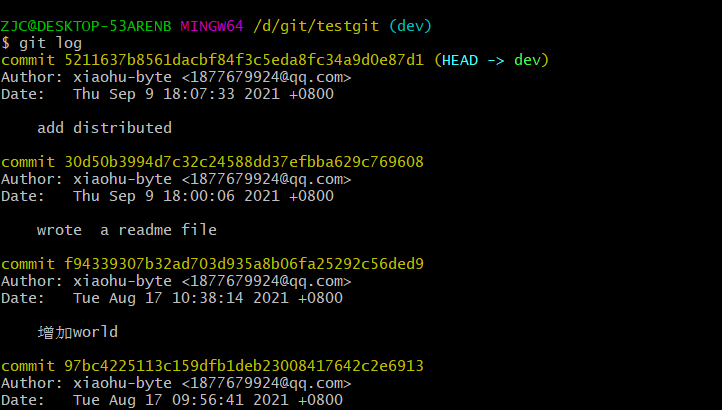 ZJC@DESKTOP-53ARENB MINGW64 /d/git/testgit (dev)
$ git log
commit 5211637b8561dacbf84f3c5eda8fc34a9d0e87d1 (HEAD -> dev)
Author: xiaohu-byte <1877679924@qq.com>
Date:   Thu Sep 9 18:07:33 2021 +0800
add distributed
commit 30d50b3994d7c32c24588dd37efbba629c769608
Author: xiaohu-byte <1877679924@qq.com>
Date:   Thu Sep 9 18:00:06 2021 +0800
wrote  a readme file
commit f94339307b32ad703d935a8b06fa25292c56ded9
Author: xiaohu-byte <1877679924@qq.com>
Date:   Tue Aug 17 10:38:14 2021 +0800
增加world
commit 97bc4225113c159dfb1deb23008417642c2e6913
Author: xiaohu-byte <1877679924@qq.com>
Date:   Tue Aug 17 09:56:41 2021 +0800